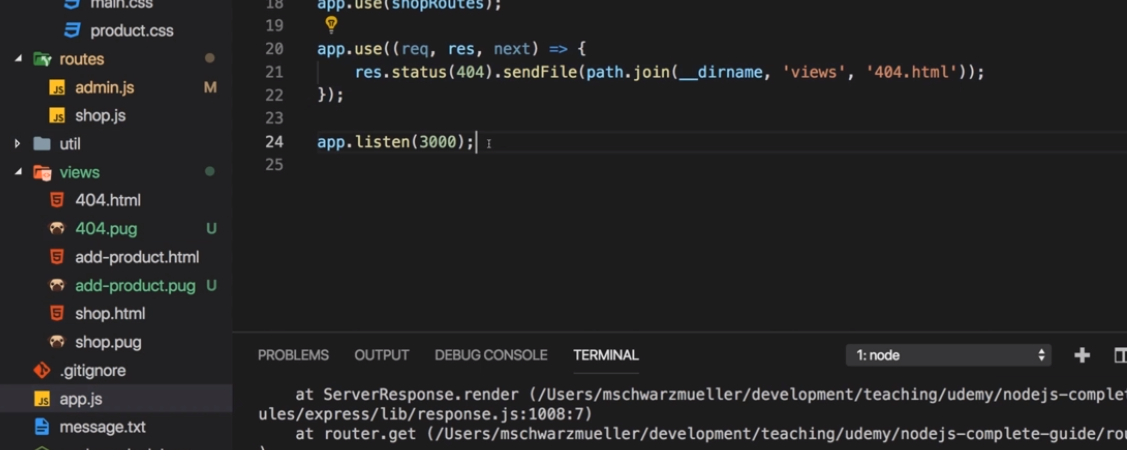 main.css
product.css
routes
admin.js M
shop.js
util
views
404.html
404.pug U
add-product.html
add-product.pug U
shop.html
shop.pug
.gitignore
app.js
message.txt
18 app.use(shopRoutes);
19
20 app.use((req, res, next) => {
21 res.status(404).sendFile(path.join(__dirname, 'views', '404.html'));
22 });
23
24 app.listen(3000);
25
PROBLEMS OUTPUT DEBUG CONSOLE TERMINAL 1: node
at ServerResponse.render (/Users/mschwarzmueller/development/teaching/udemy/nodejs-complet
ules/express/lib/response.js:1008:7)
at router.get (/Users/mschwarzmueller/development/teaching/udemy/nodejs-complete-guide/rou